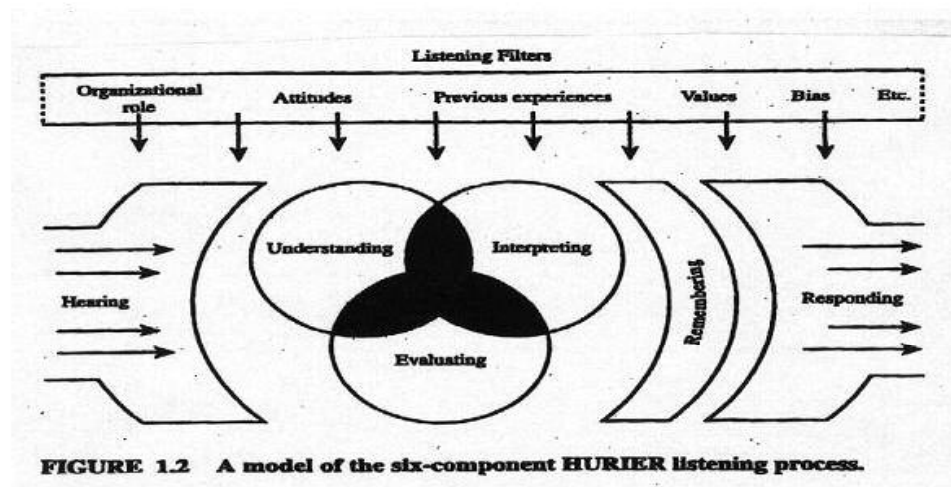 Listening Filters
Organizational role Attitudes Previous experiences Values Bias Etc.
Understanding Interpreting
Hearing Remembering Responding
Evaluating
FIGURE 1.2 A model of the six-component HURIER listening process.